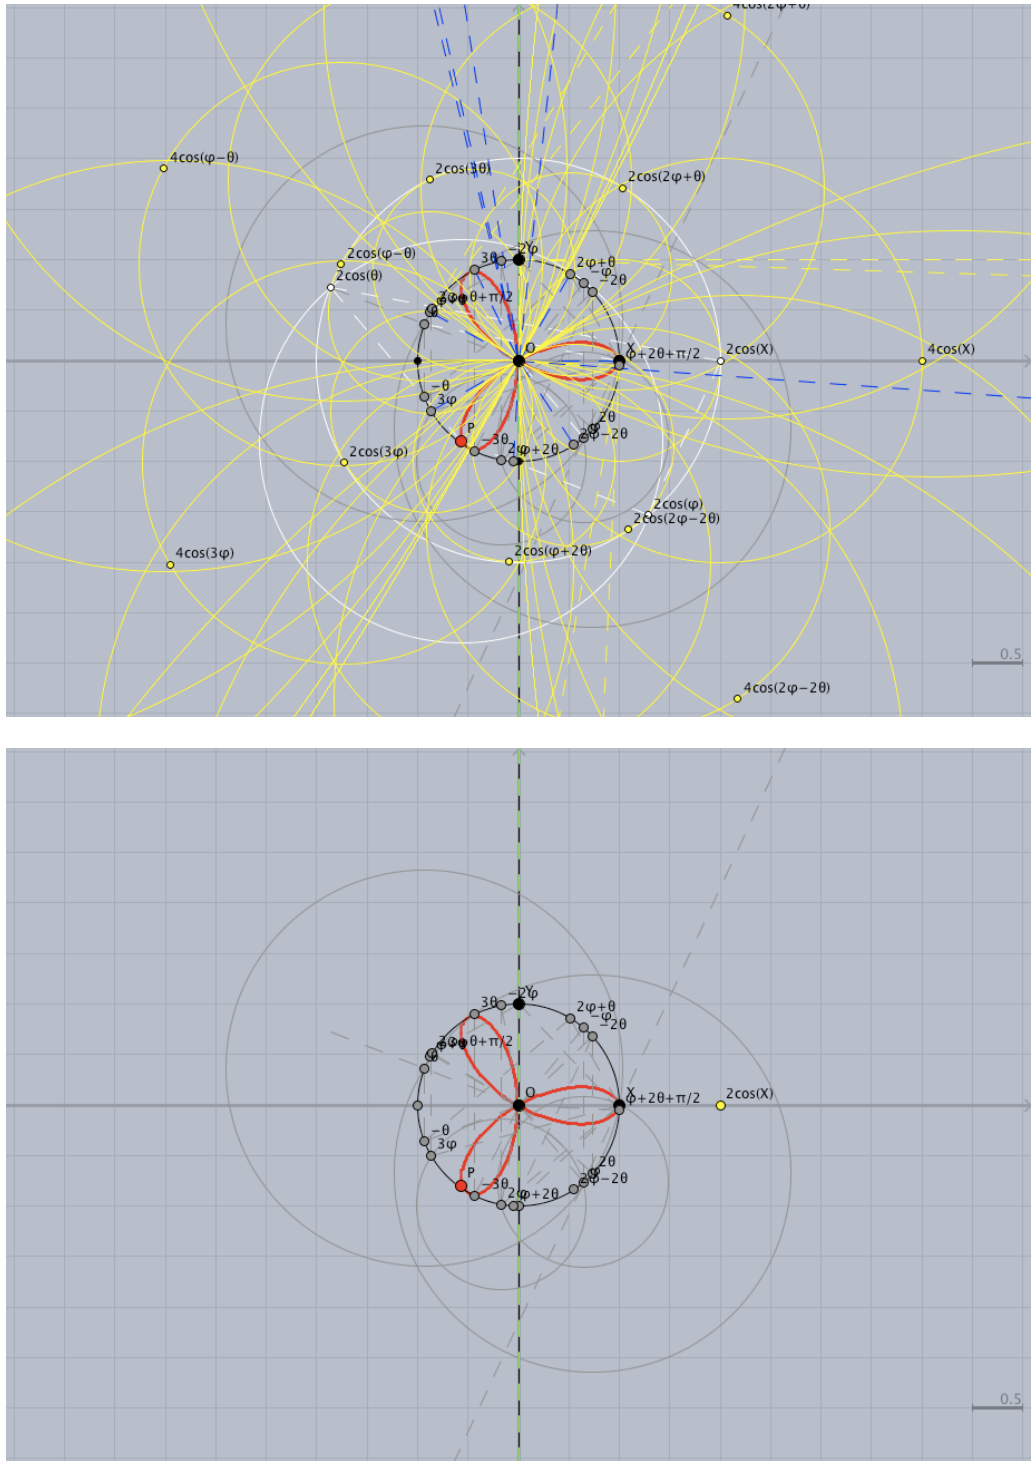 4cos(2φ+θ)
4cos(φ−θ)
2cos(3θ)
2cos(2φ+θ)
2cos(φ−θ)
2cos(θ)
3θ
−2φ
Y
2φ+θ
−φ
−2θ
θ+π/2
O
X
φ+2θ+π/2
2cos(X)
4cos(X)
−θ
3φ
P
−3θ
2φ
φ+2θ
2θ
2φ−2θ
2cos(3φ)
2cos(φ)
2cos(2φ−2θ)
2cos(φ+2θ)
4cos(3φ)
0.5
4cos(2φ−2θ)
3θ
−2φ
Y
2φ+θ
−φ
−2θ
θ+π/2
O
X
φ+2θ+π/2
2cos(X)
−θ
3φ
P
−3θ
2φ
φ+2θ
2θ
2φ−2θ
0.5